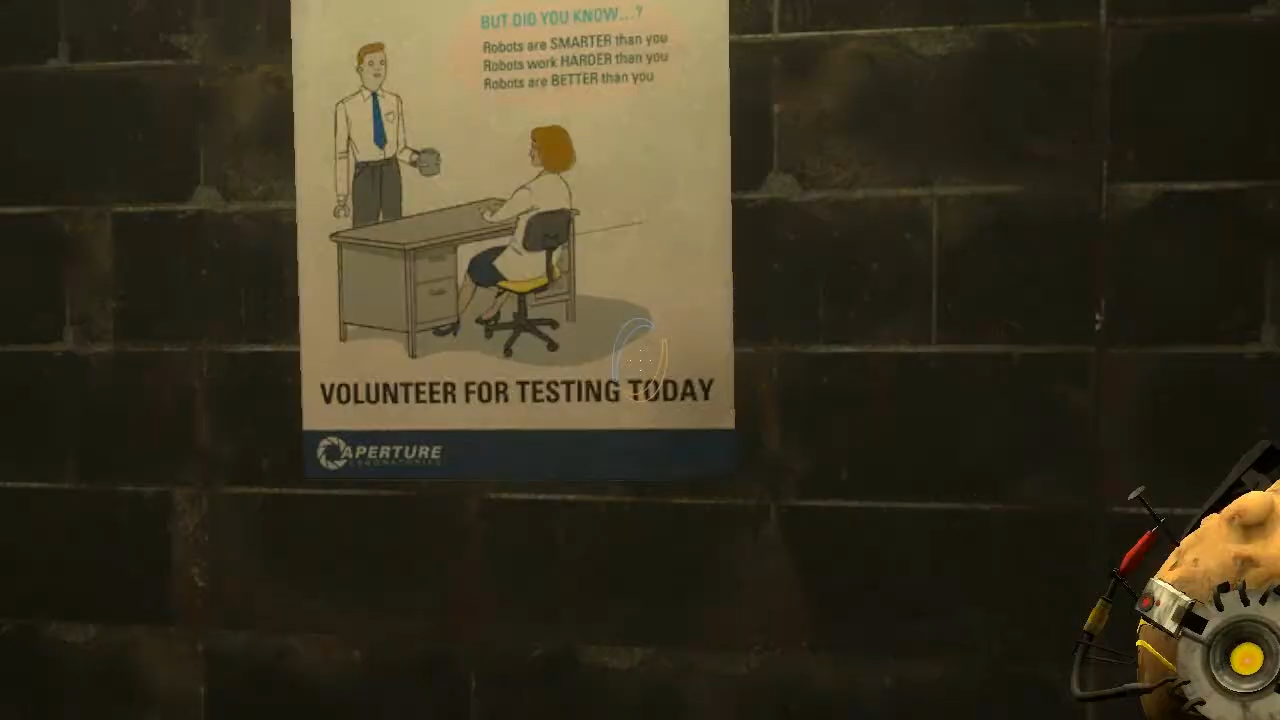 BUT DID YOU KNOW...?
Robots are SMARTER than you
Robots work HARDER than you
Robots are BETTER than you
VOLUNTEER FOR TESTING TODAY
APERTURE
LABORATORIES